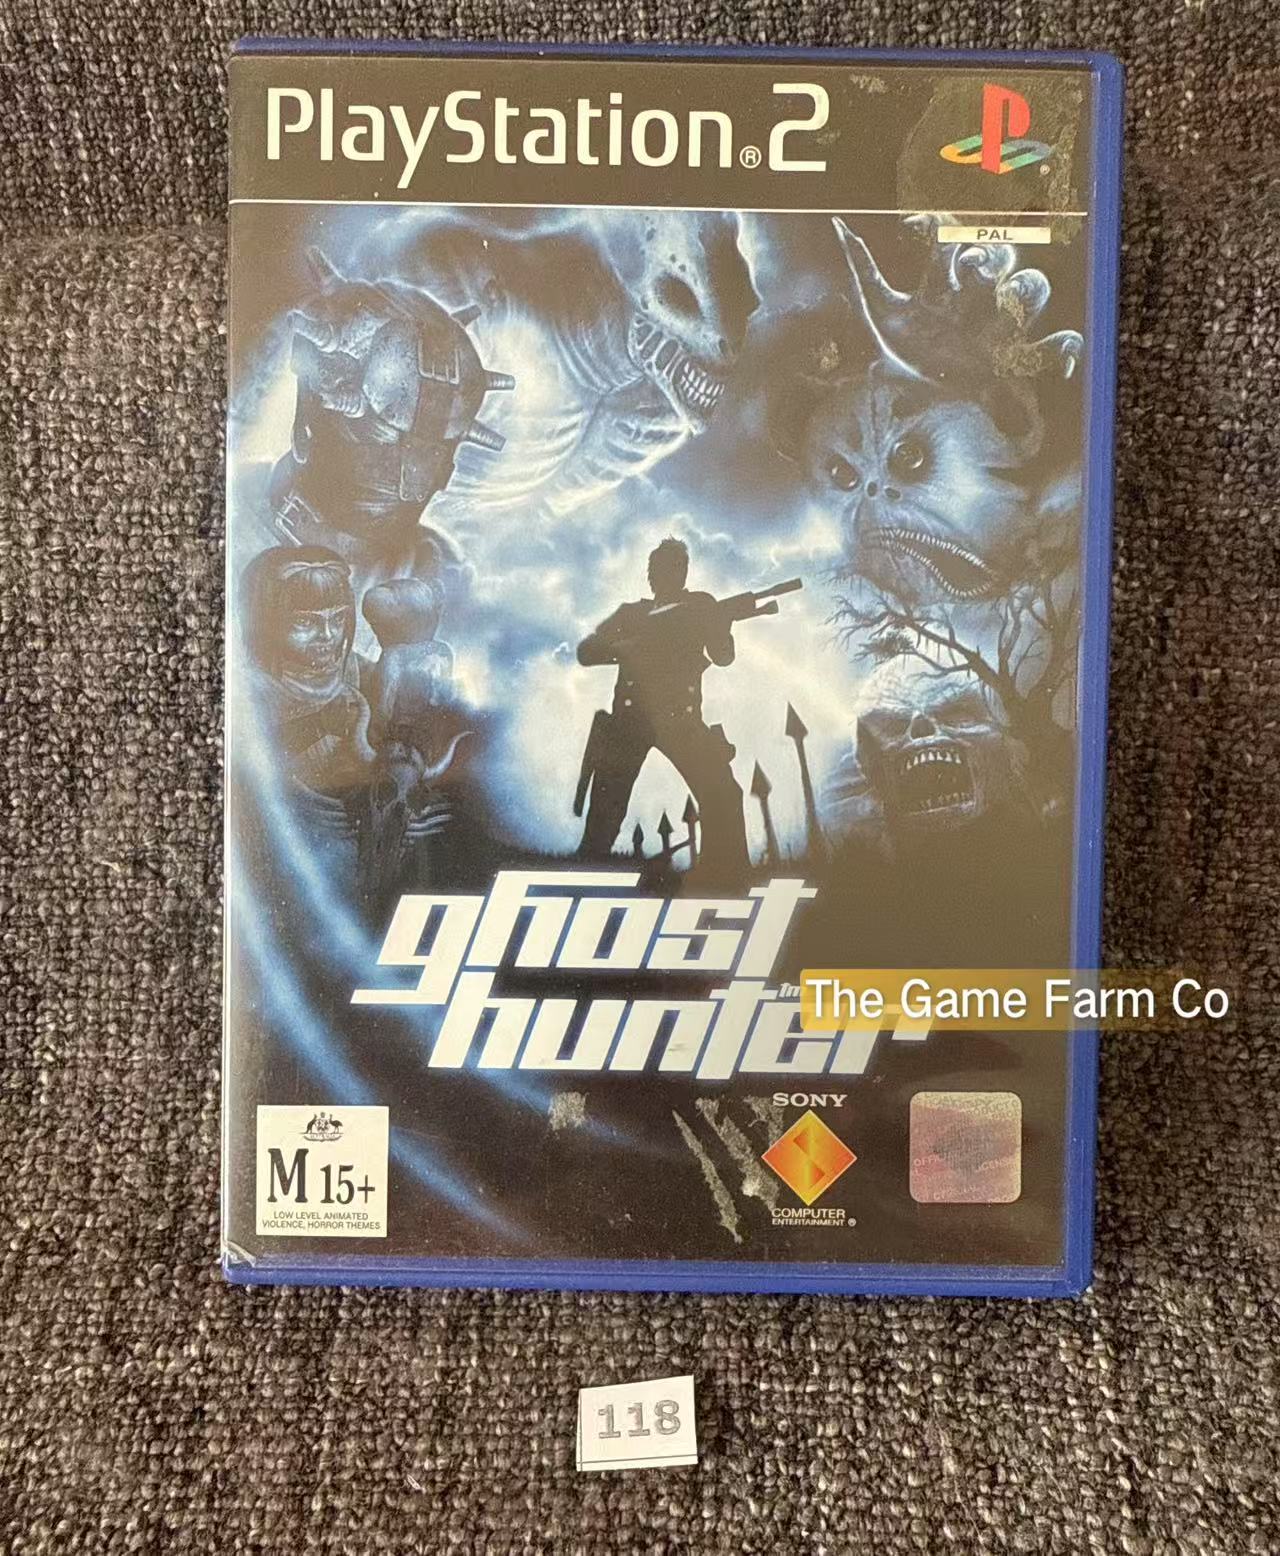 PlayStation®2
PAL
ghost
hunter
tm
The Game Farm Co
SONY
COMPUTER
ENTERTAINMENT ®
M 15+
LOW LEVEL ANIMATED
VIOLENCE, HORROR THEMES
118